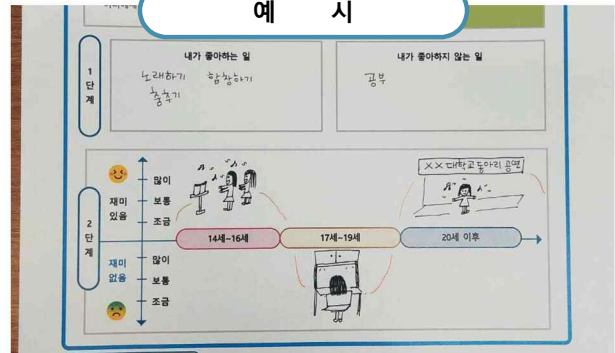 예 시
1단계
내가 좋아하는 일
노래하기 합창하기
춤추기
내가 좋아하지 않는 일
공부
2단계
재미 있음
많이
보통
조금
재미 없음
많이
보통
조금
XX대학교 동아리 공연
14세-16세
17세-19세
20세 이후